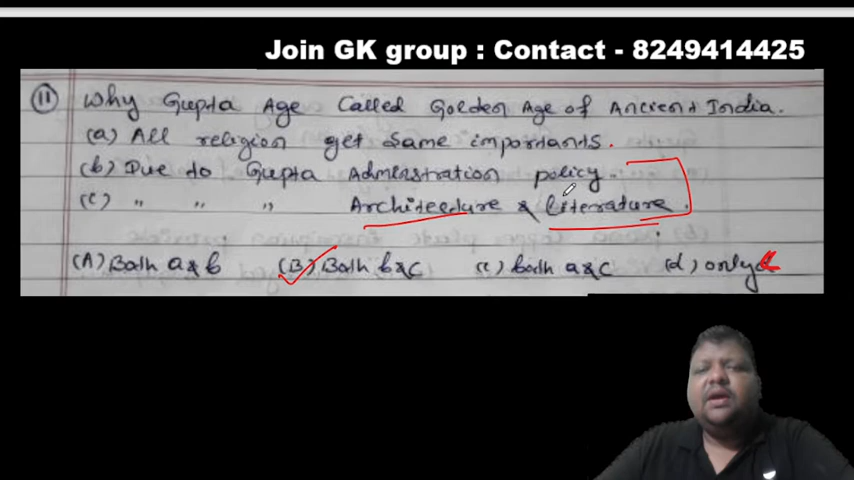 Join GK group : Contact - 8249414425
(11) Why Gupta Age Called Golden Age of Ancient India.
(a) All religion get same importants.
(b) Due to Gupta Adminstration policy.
(c) " " " Architecture & literature.
(A) Both a & b (B) Both b & c (c) both a & c (d) only c